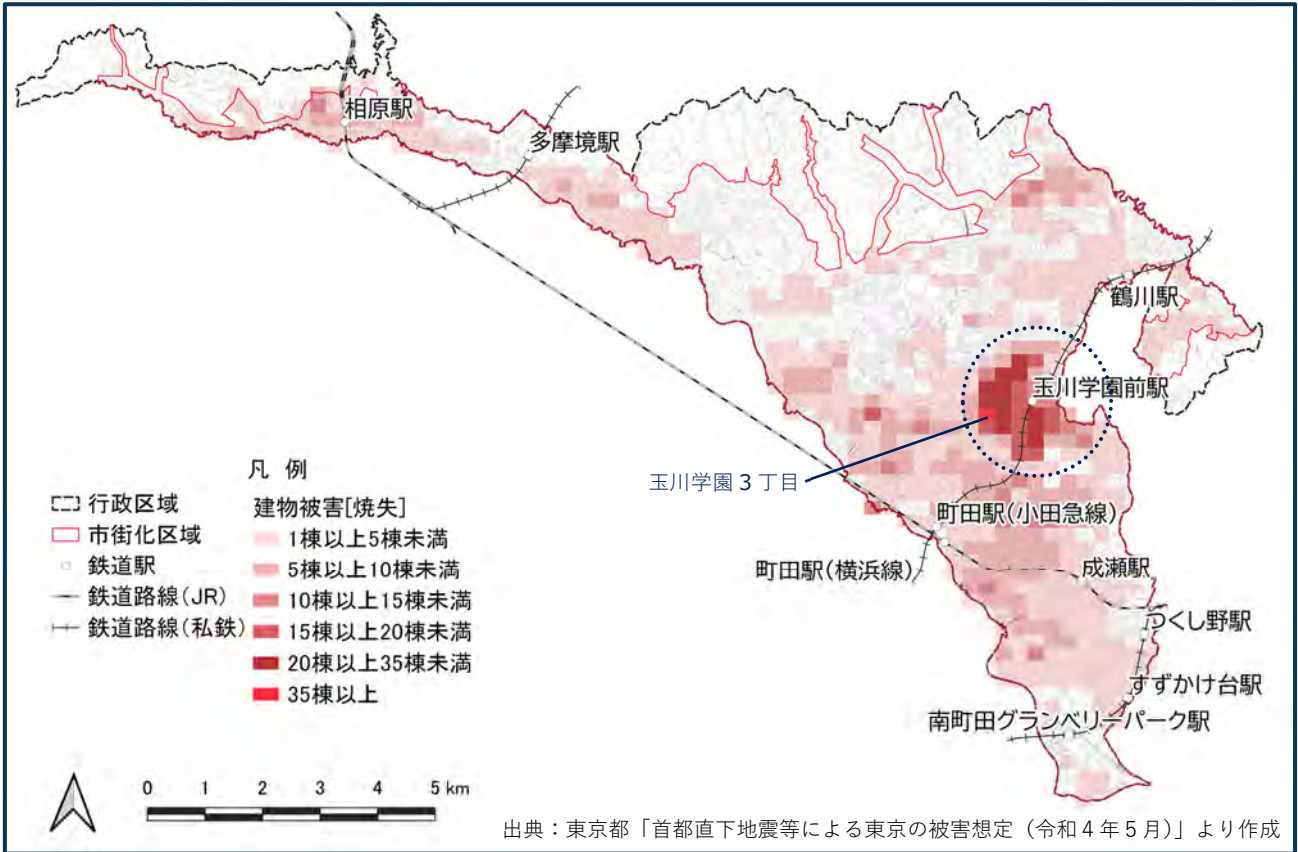 相原駅
多摩境駅
鶴川駅
玉川学園前駅
玉川学園３丁目
町田駅(小田急線)
町田駅(横浜線)
成瀬駅
つくし野駅
すずかけ台駅
南町田グランベリーパーク駅
凡 例
行政区域
市街化区域
鉄道駅
鉄道路線(JR)
鉄道路線(私鉄)
建物被害[焼失]
1棟以上5棟未満
5棟以上10棟未満
10棟以上15棟未満
15棟以上20棟未満
20棟以上35棟未満
35棟以上
0 1 2 3 4 5 km
出典：東京都「首都直下地震等による東京の被害想定（令和４年５月）」より作成